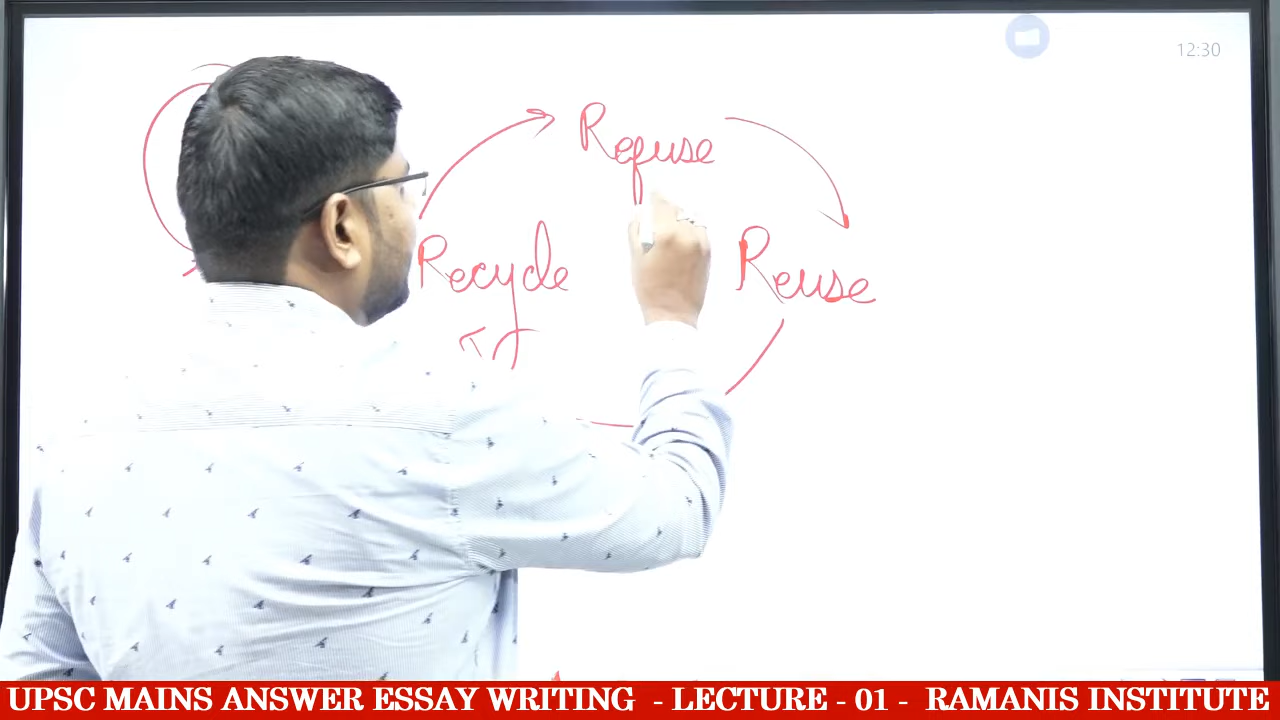 12:30
Refuse
Recycle Reuse
UPSC MAINS ANSWER ESSAY WRITING - LECTURE - 01 - RAMANIS INSTITUTE